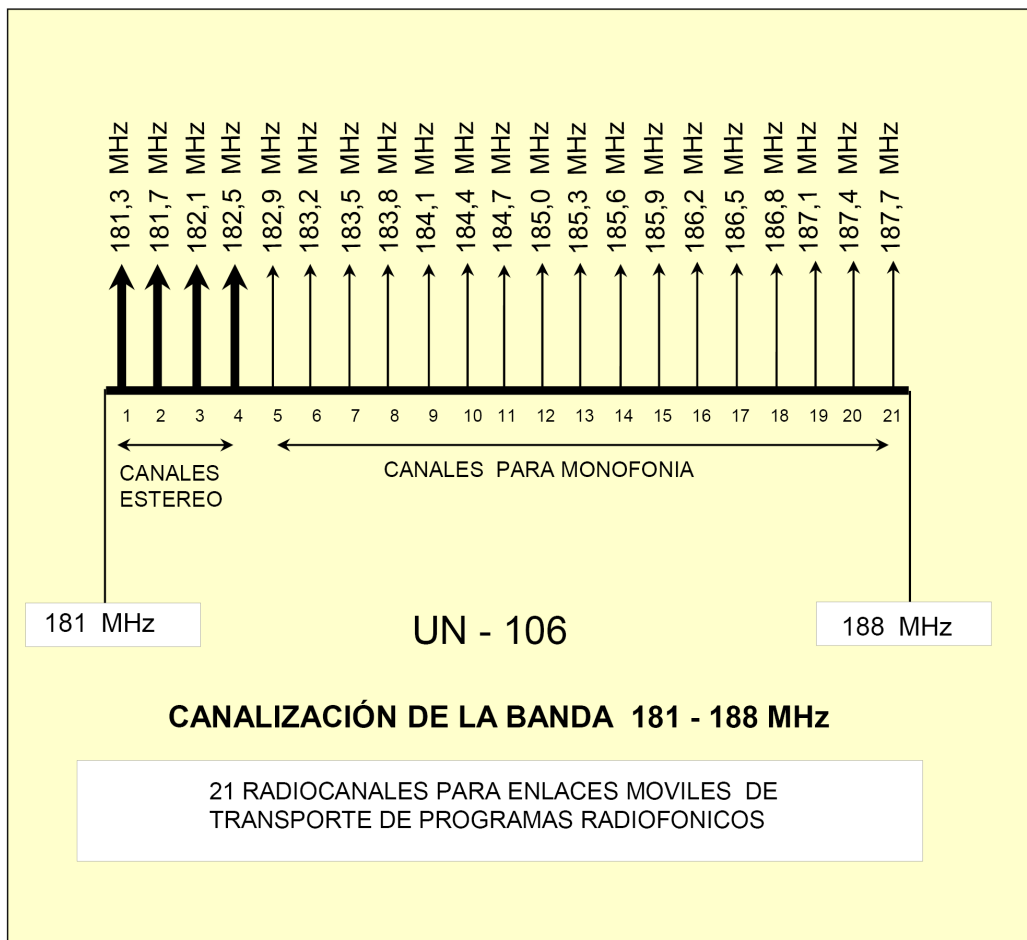 181,3 MHz
181,7 MHz
182,1 MHz
182,5 MHz
182,9 MHz
183,2 MHz
183,5 MHz
183,8 MHz
184,1 MHz
184,4 MHz
184,7 MHz
185,0 MHz
185,3 MHz
185,6 MHz
185,9 MHz
186,2 MHz
186,5 MHz
186,8 MHz
187,1 MHz
187,4 MHz
187,7 MHz
1 2 3 4 5 6 7 8 9 10 11 12 13 14 15 16 17 18 19 20 21
CANALES
ESTEREO
CANALES PARA MONOFONIA
181 MHz
UN - 106
188 MHz
CANALIZACIÓN DE LA BANDA 181 - 188 MHz
21 RADIOCANALES PARA ENLACES MOVILES DE
TRANSPORTE DE PROGRAMAS RADIOFONICOS